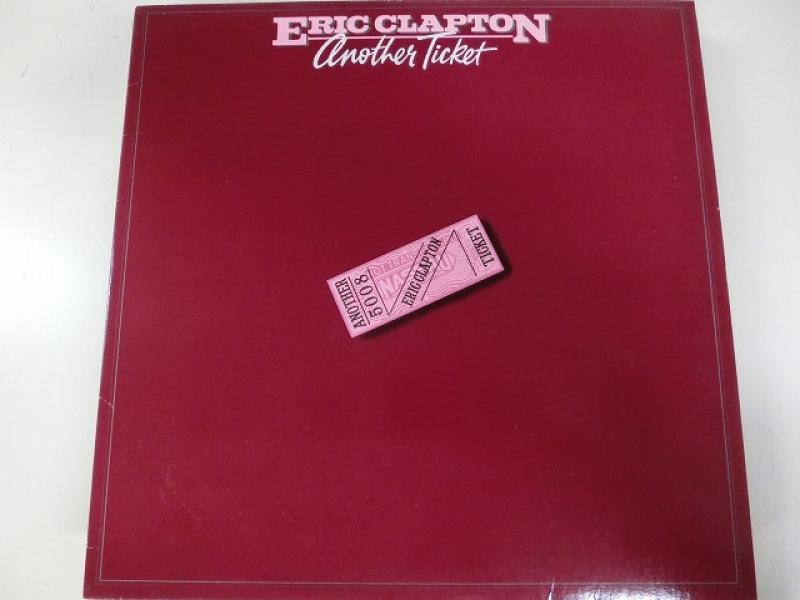 ERIC CLAPTON
Another Ticket
ANOTHER
5008
ERIC CLAPTON
TICKET